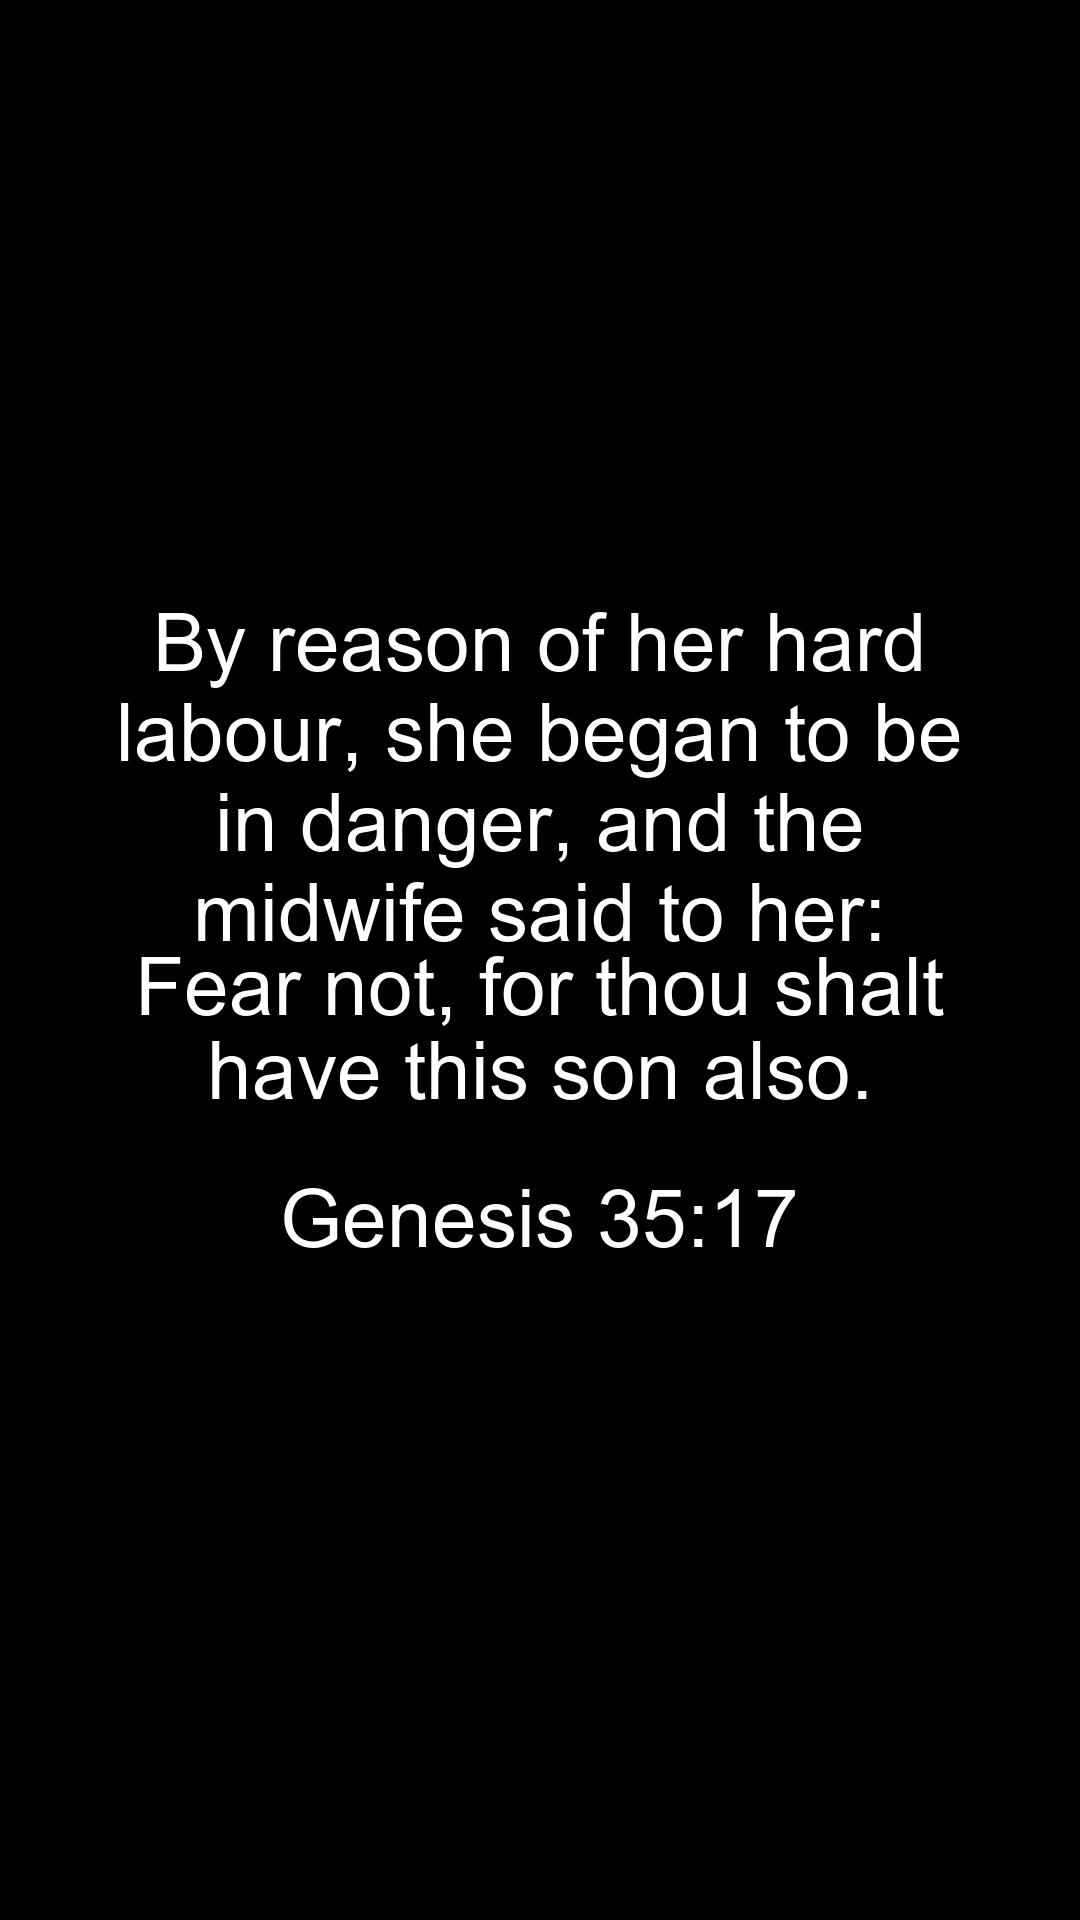 By reason of her hard
labour, she began to be
in danger, and the
midwife said to her:
Fear not, for thou shalt
have this son also.
Genesis 35:17